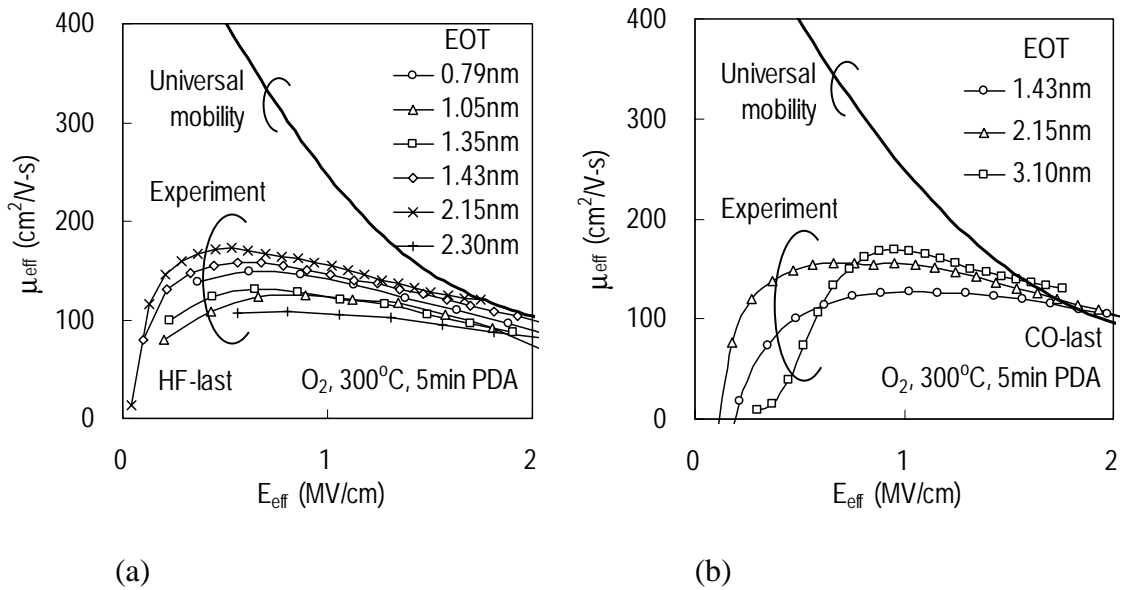 400
300
200
100
0
μeff (cm²/V-s)
Universal
mobility
Experiment
EOT
0.79nm
1.05nm
1.35nm
1.43nm
2.15nm
2.30nm
HF-last
O₂, 300°C, 5min PDA
0 1 2
Eeff (MV/cm)
(a)
400
300
200
100
0
μeff (cm²/V-s)
Universal
mobility
Experiment
EOT
1.43nm
2.15nm
3.10nm
CO-last
O₂, 300°C, 5min PDA
0 1 2
Eeff (MV/cm)
(b)